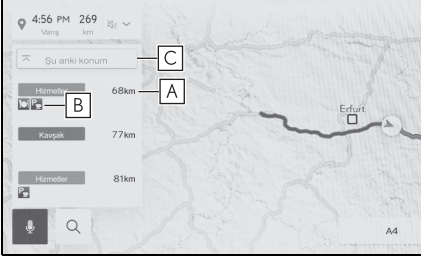 4:56 PM 269
Varış km
Şu anki konum
C
Hizmetler 68km
A
B
Kavşak 77km
Hizmetler 81km
Erfurt
A4